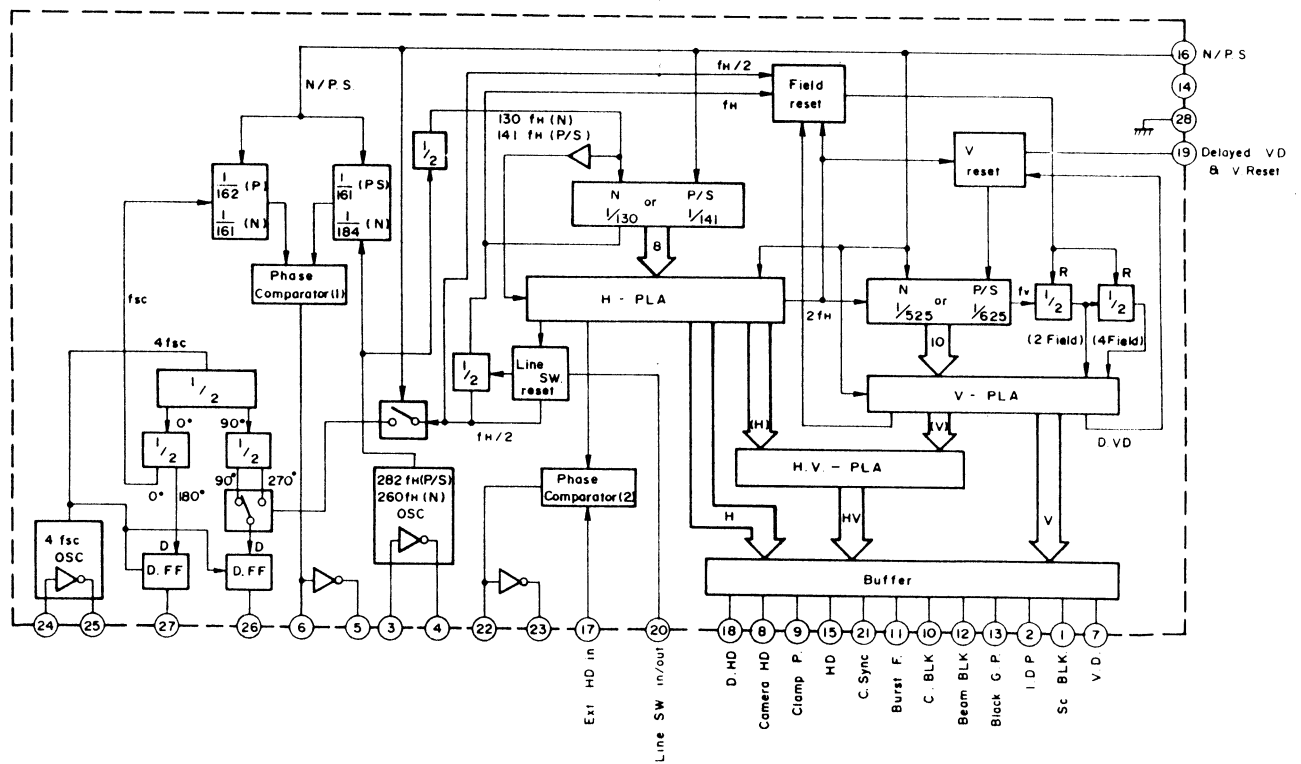 16 N/P.S
14
28
19 Delayed VD
& V Reset
N/P.S.
fH/2
fH
Field
reset
V
reset
130 fH (N)
141 fH (P/S)
1/2
1/162 (P)
1/161 (N)
1/161 (PS)
1/184 (N)
N or P/S
1/130 1/141
8
Phase
Comparator(1)
fsc
H - PLA
2fH
N or P/S
1/525 1/625
fv
R
R
1/2
1/2
(2 Field)
(4Field)
10
4fsc
1/2
0°
90°
1/2
1/2
0°
180°
90°
270°
1/2
Line
SW.
reset
fH/2
V - PLA
D.VD
(H)
(V)
H.V. - PLA
282 fH(P/S)
260fH (N)
OSC
Phase
Comparator(2)
H
HV
V
4 fsc
OSC
D
D.FF
D
D.FF
Buffer
24
25
27
26
6
5
3
4
22
23
17
20
18
8
9
15
21
11
10
12
13
2
1
7
Ext HD in
Line SW in/out
D.HD
Camera HD
Clamp P.
HD
C.Sync
Burst F.
C.BLK
Beam BLK
Black G.P.
I.D.P
Sc BLK.
V.D.